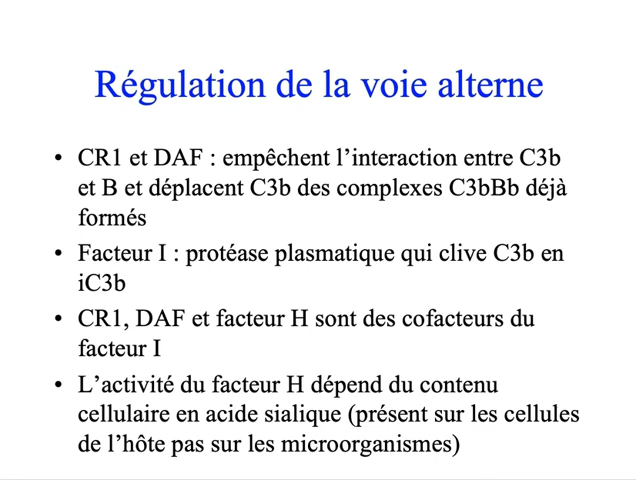 Régulation de la voie alterne
• CR1 et DAF : empêchent l’interaction entre C3b
et B et déplacent C3b des complexes C3bBb déjà
formés
• Facteur I : protéase plasmatique qui clive C3b en
iC3b
• CR1, DAF et facteur H sont des cofacteurs du
facteur I
• L’activité du facteur H dépend du contenu
cellulaire en acide sialique (présent sur les cellules
de l’hôte pas sur les microorganismes)